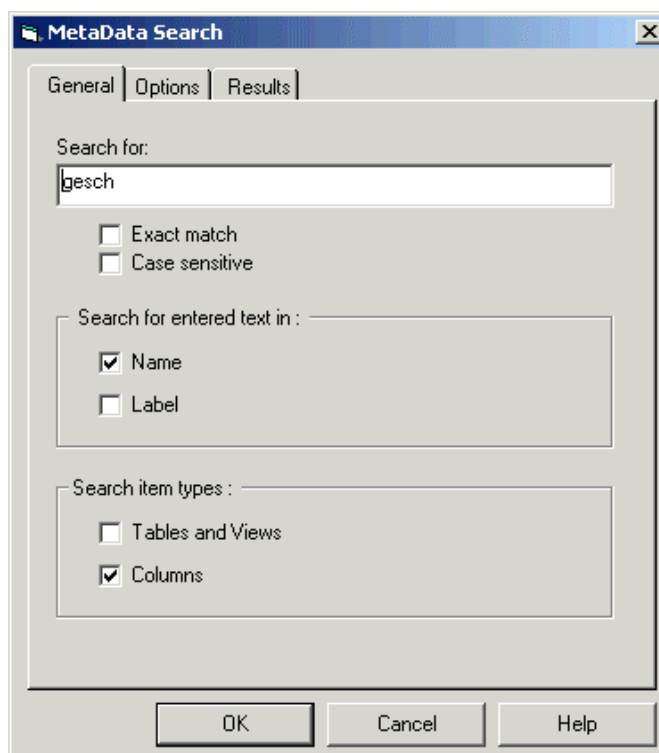 MetaData Search
General Options Results
Search for:
gesch
Exact match
Case sensitive
Search for entered text in :
Name
Label
Search item types :
Tables and Views
Columns
OK Cancel Help